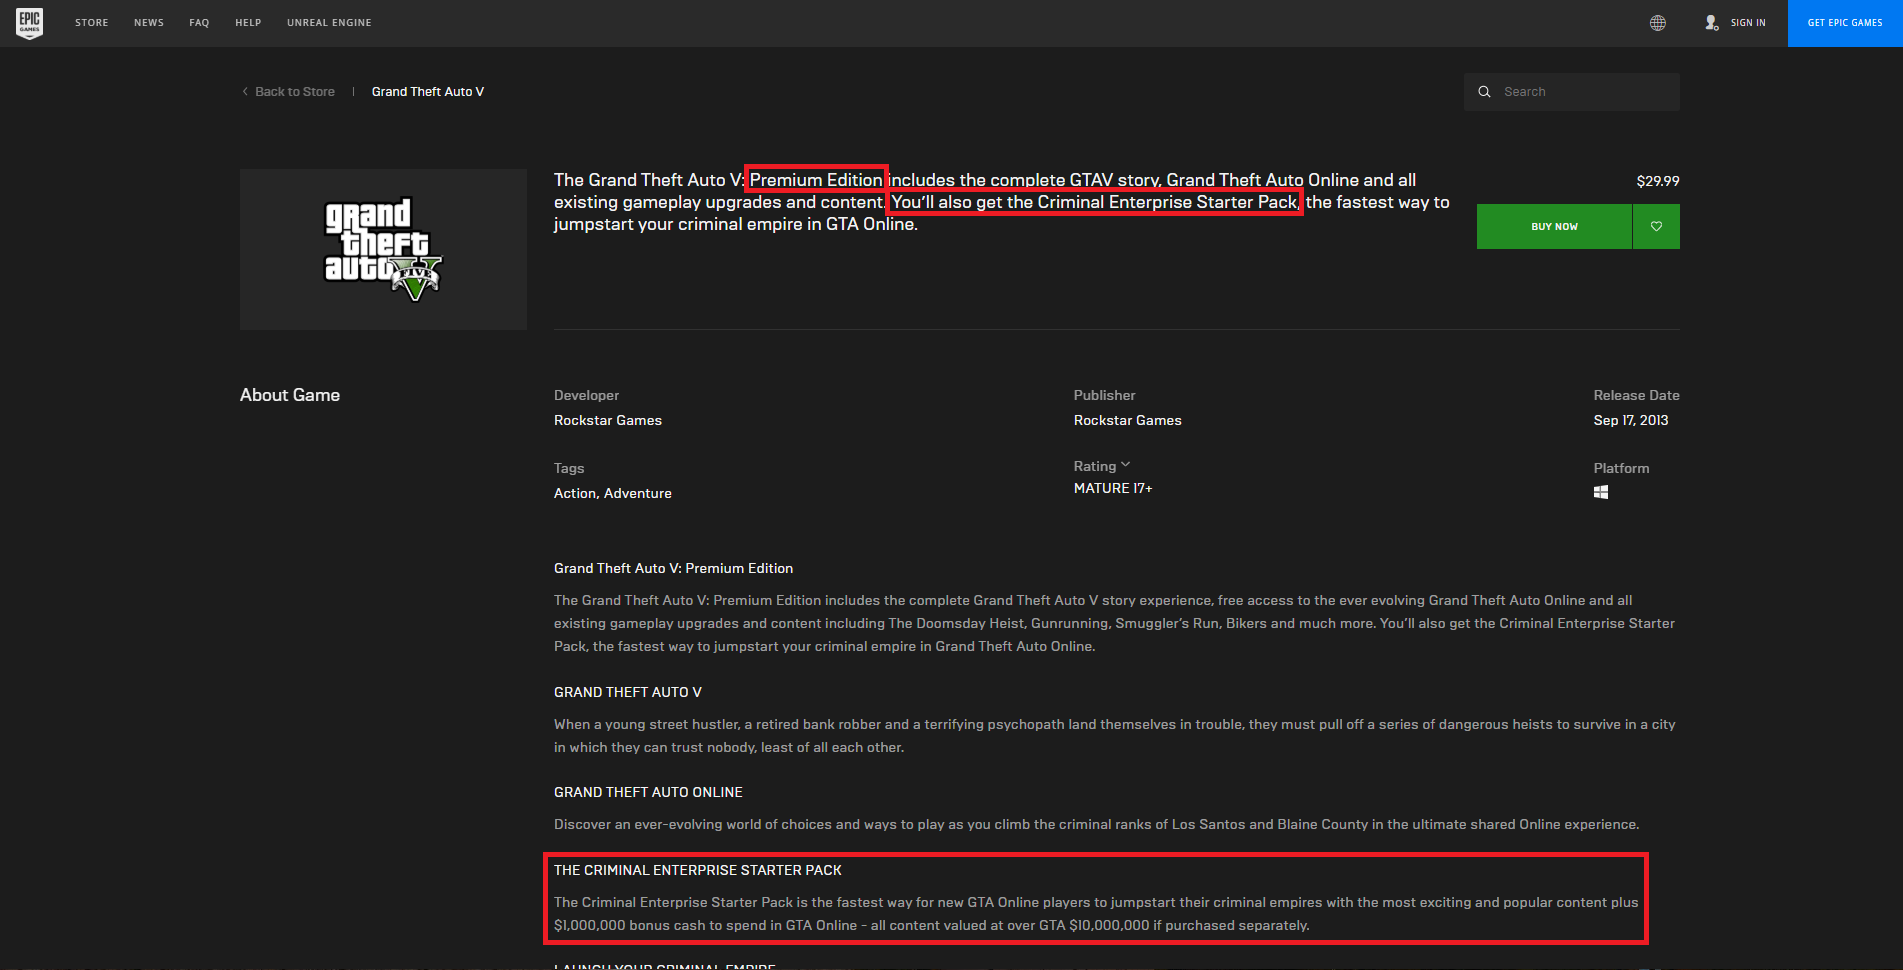 EPIC
GAMES
STORE NEWS FAQ HELP UNREAL ENGINE
SIGN IN
GET EPIC GAMES
Back to Store | Grand Theft Auto V
Search
grand
theft
auto V
FIVE
The Grand Theft Auto V: Premium Edition includes the complete GTAV story, Grand Theft Auto Online and all
existing gameplay upgrades and content. You’ll also get the Criminal Enterprise Starter Pack, the fastest way to
jumpstart your criminal empire in GTA Online.
$29.99
BUY NOW
About Game
Developer
Rockstar Games
Publisher
Rockstar Games
Release Date
Sep 17, 2013
Tags
Action, Adventure
Rating
MATURE 17+
Platform
Grand Theft Auto V: Premium Edition
The Grand Theft Auto V: Premium Edition includes the complete Grand Theft Auto V story experience, free access to the ever evolving Grand Theft Auto Online and all
existing gameplay upgrades and content including The Doomsday Heist, Gunrunning, Smuggler’s Run, Bikers and much more. You’ll also get the Criminal Enterprise Starter
Pack, the fastest way to jumpstart your criminal empire in Grand Theft Auto Online.
GRAND THEFT AUTO V
When a young street hustler, a retired bank robber and a terrifying psychopath land themselves in trouble, they must pull off a series of dangerous heists to survive in a city
in which they can trust nobody, least of all each other.
GRAND THEFT AUTO ONLINE
Discover an ever-evolving world of choices and ways to play as you climb the criminal ranks of Los Santos and Blaine County in the ultimate shared Online experience.
THE CRIMINAL ENTERPRISE STARTER PACK
The Criminal Enterprise Starter Pack is the fastest way for new GTA Online players to jumpstart their criminal empires with the most exciting and popular content plus
$1,000,000 bonus cash to spend in GTA Online - all content valued at over GTA $10,000,000 if purchased separately.
LAUNCH YOUR CRIMINAL EMPIRE